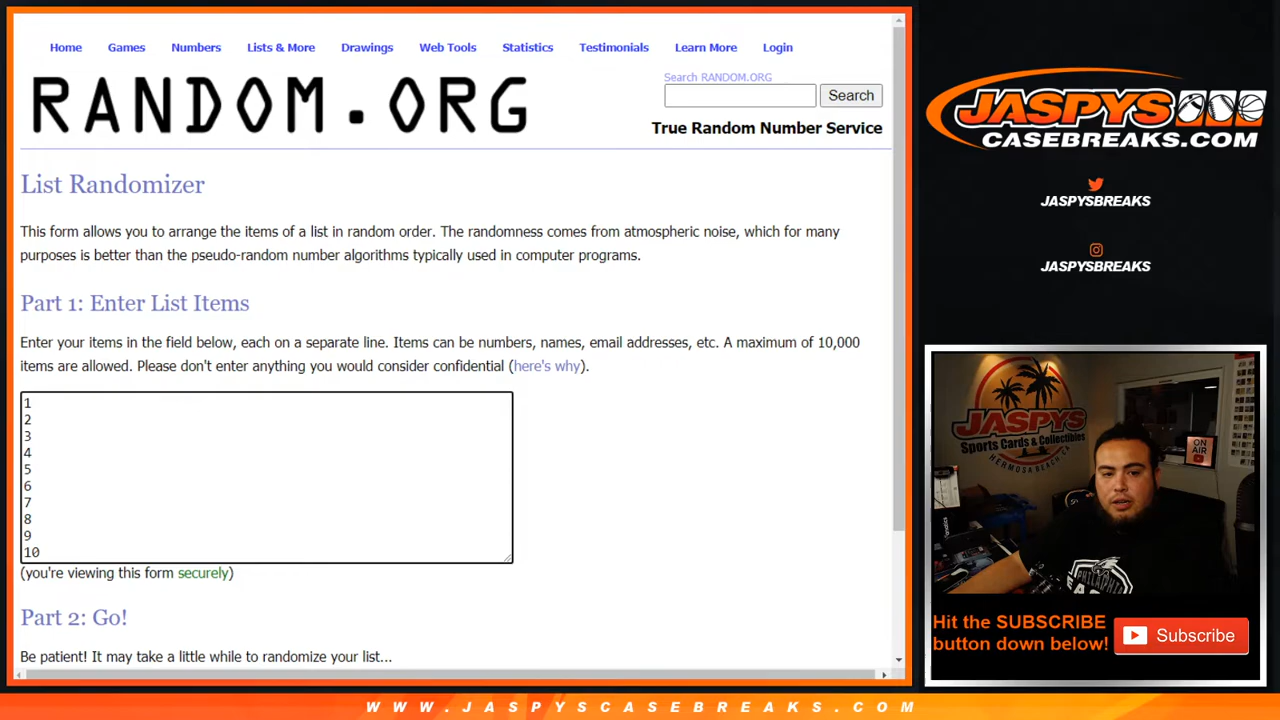 Home Games Numbers Lists & More Drawings Web Tools Statistics Testimonials Learn More Login
RANDOM.ORG
Search RANDOM.ORG
Search
True Random Number Service
List Randomizer
This form allows you to arrange the items of a list in random order. The randomness comes from atmospheric noise, which for many
purposes is better than the pseudo-random number algorithms typically used in computer programs.
Part 1: Enter List Items
Enter your items in the field below, each on a separate line. Items can be numbers, names, email addresses, etc. A maximum of 10,000
items are allowed. Please don't enter anything you would consider confidential (here's why).
1
2
3
4
5
6
7
8
9
10
(you're viewing this form securely)
Part 2: Go!
Be patient! It may take a little while to randomize your list...
JASPYS
CASEBREAKS.COM
JASPYSBREAKS
JASPYSBREAKS
JASPYS
Sports Cards & Collectibles
HERMOSA BEACH, CA
ON
AIR
PHILADELPHIA
Hit the SUBSCRIBE
button down below!
Subscribe
WWW.JASPYSCASEBREAKS.COM